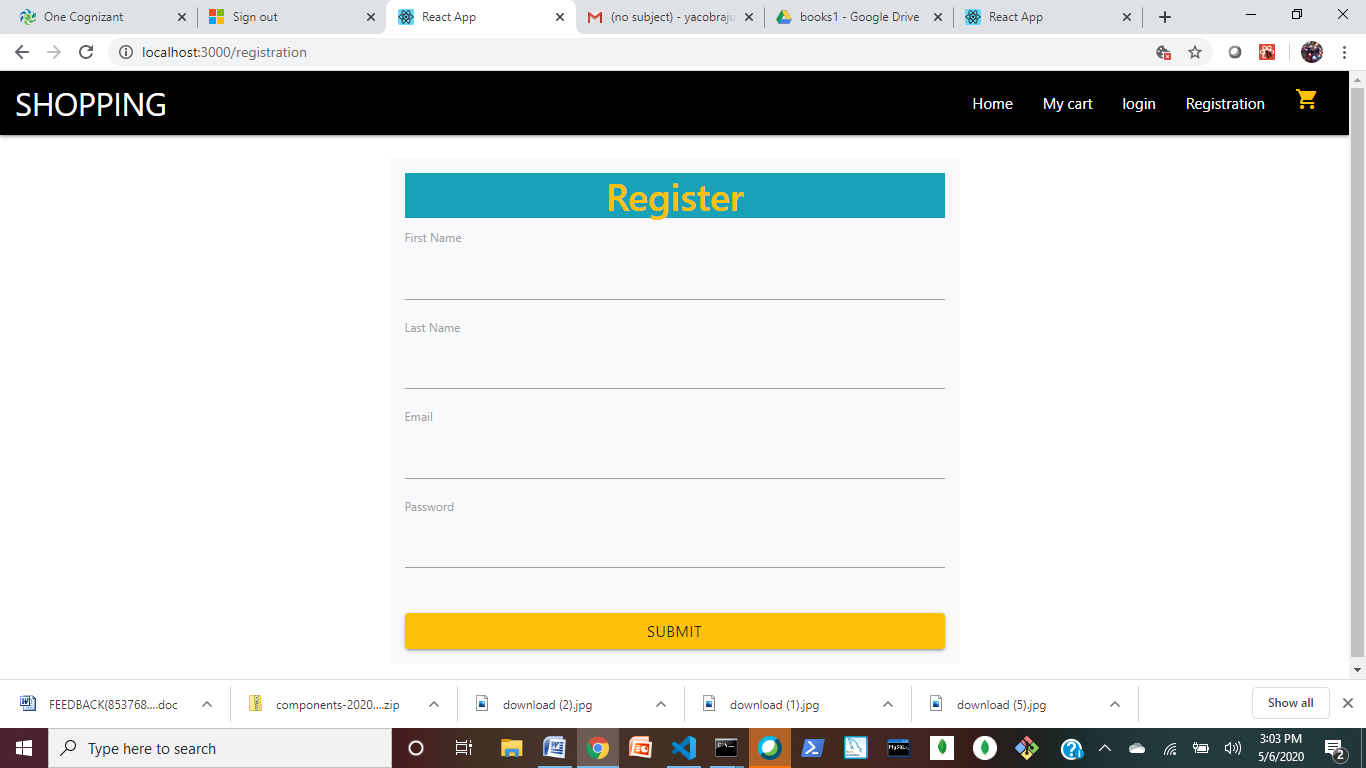 One Cognizant
Sign out
React App
(no subject) - yacobraju
books1 - Google Drive
React App
localhost:3000/registration
SHOPPING
Home
My cart
login
Registration
Register
First Name
Last Name
Email
Password
SUBMIT
FEEDBACK(853768....doc
components-2020....zip
download (2).jpg
download (1).jpg
download (5).jpg
Show all
Type here to search
3:03 PM
5/6/2020
2